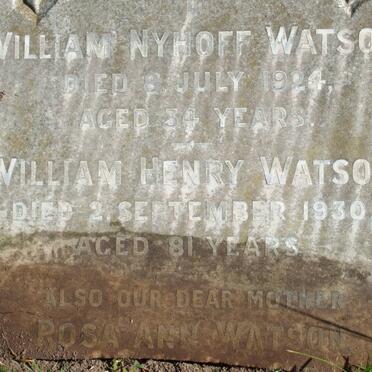 WILLIAM NYHOFF WATSO
DIED 6, JULY 1924,
AGED 34 YEARS.
WILLIAM HENRY WATSO
DIED 2, SEPTEMBER 1930
AGED 81 YEARS
ALSO OUR DEAR MOTHER
ROSA ANN WATSON